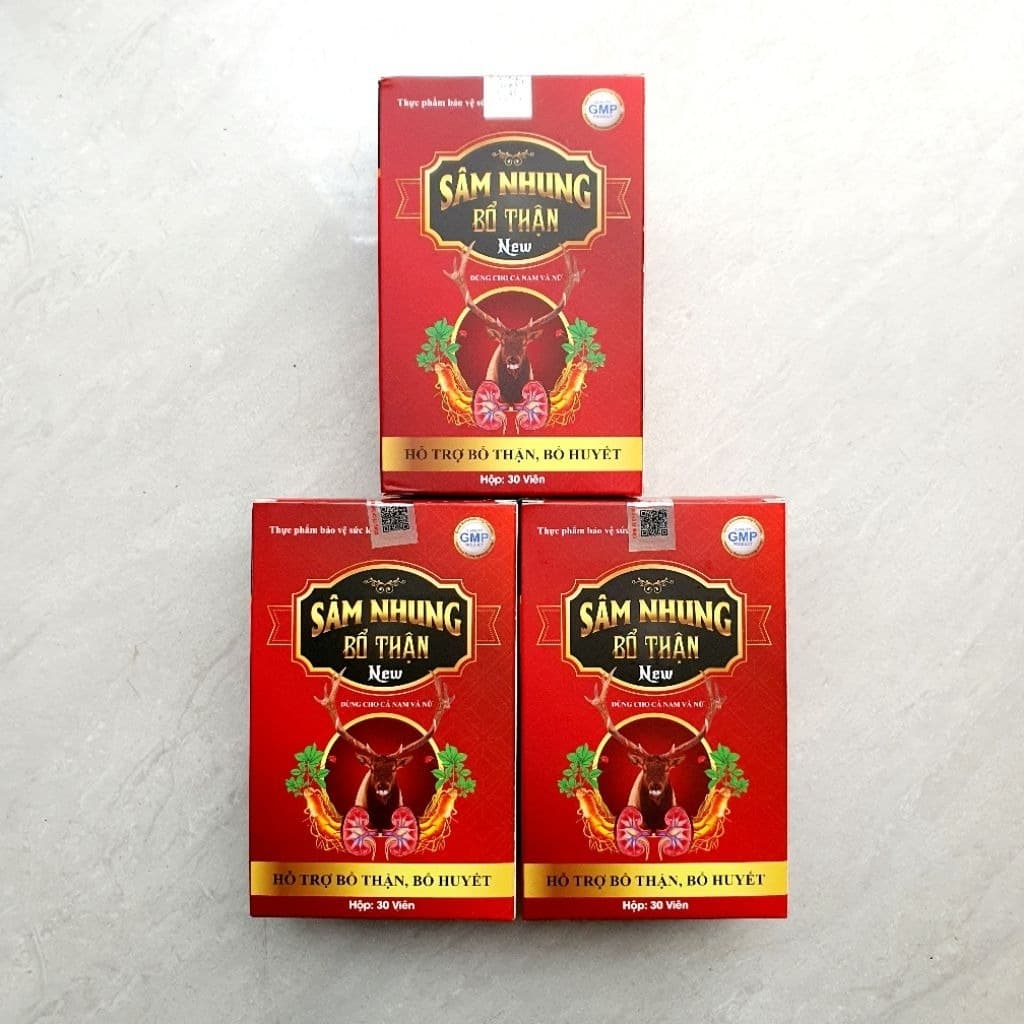 Thực phẩm bảo vệ
GMP
SÂM NHUNG
BỔ THẬN
New
DÙNG CHO CẢ NAM VÀ NỮ
HỖ TRỢ BỔ THẬN, BỔ HUYẾT
Hộp: 30 Viên
Thực phẩm bảo vệ sức
GMP
SÂM NHUNG
BỔ THẬN
New
DÙNG CHO CẢ NAM VÀ NỮ
HỖ TRỢ BỔ THẬN, BỔ HUYẾT
Hộp: 30 Viên
Thực phẩm bảo vệ sức
GMP
SÂM NHUNG
BỔ THẬN
New
DÙNG CHO CẢ NAM VÀ NỮ
HỖ TRỢ BỔ THẬN, BỔ HUYẾT
Hộp: 30 Viên